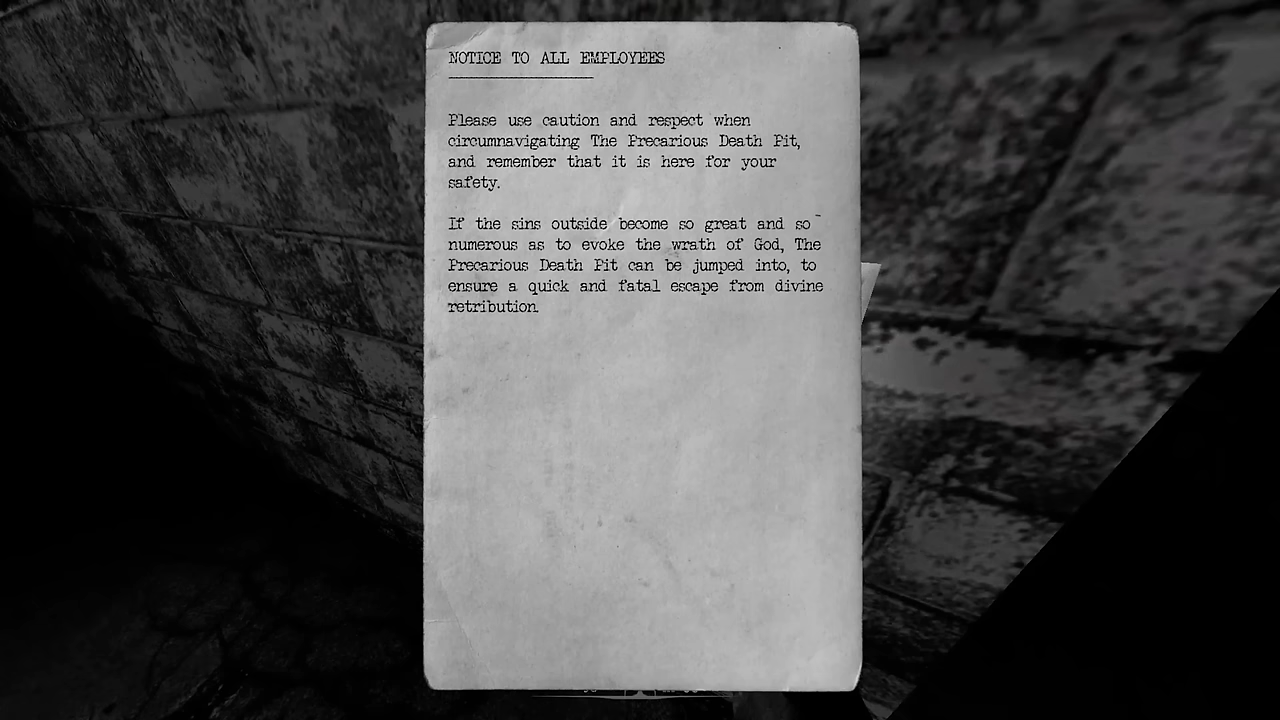 NOTICE TO ALL EMPLOYEES
Please use caution and respect when
circumnavigating The Precarious Death Pit,
and remember that it is here for your
safety.
If the sins outside become so great and so
numerous as to evoke the wrath of God, The
Precarious Death Pit can be jumped into, to
ensure a quick and fatal escape from divine
retribution.